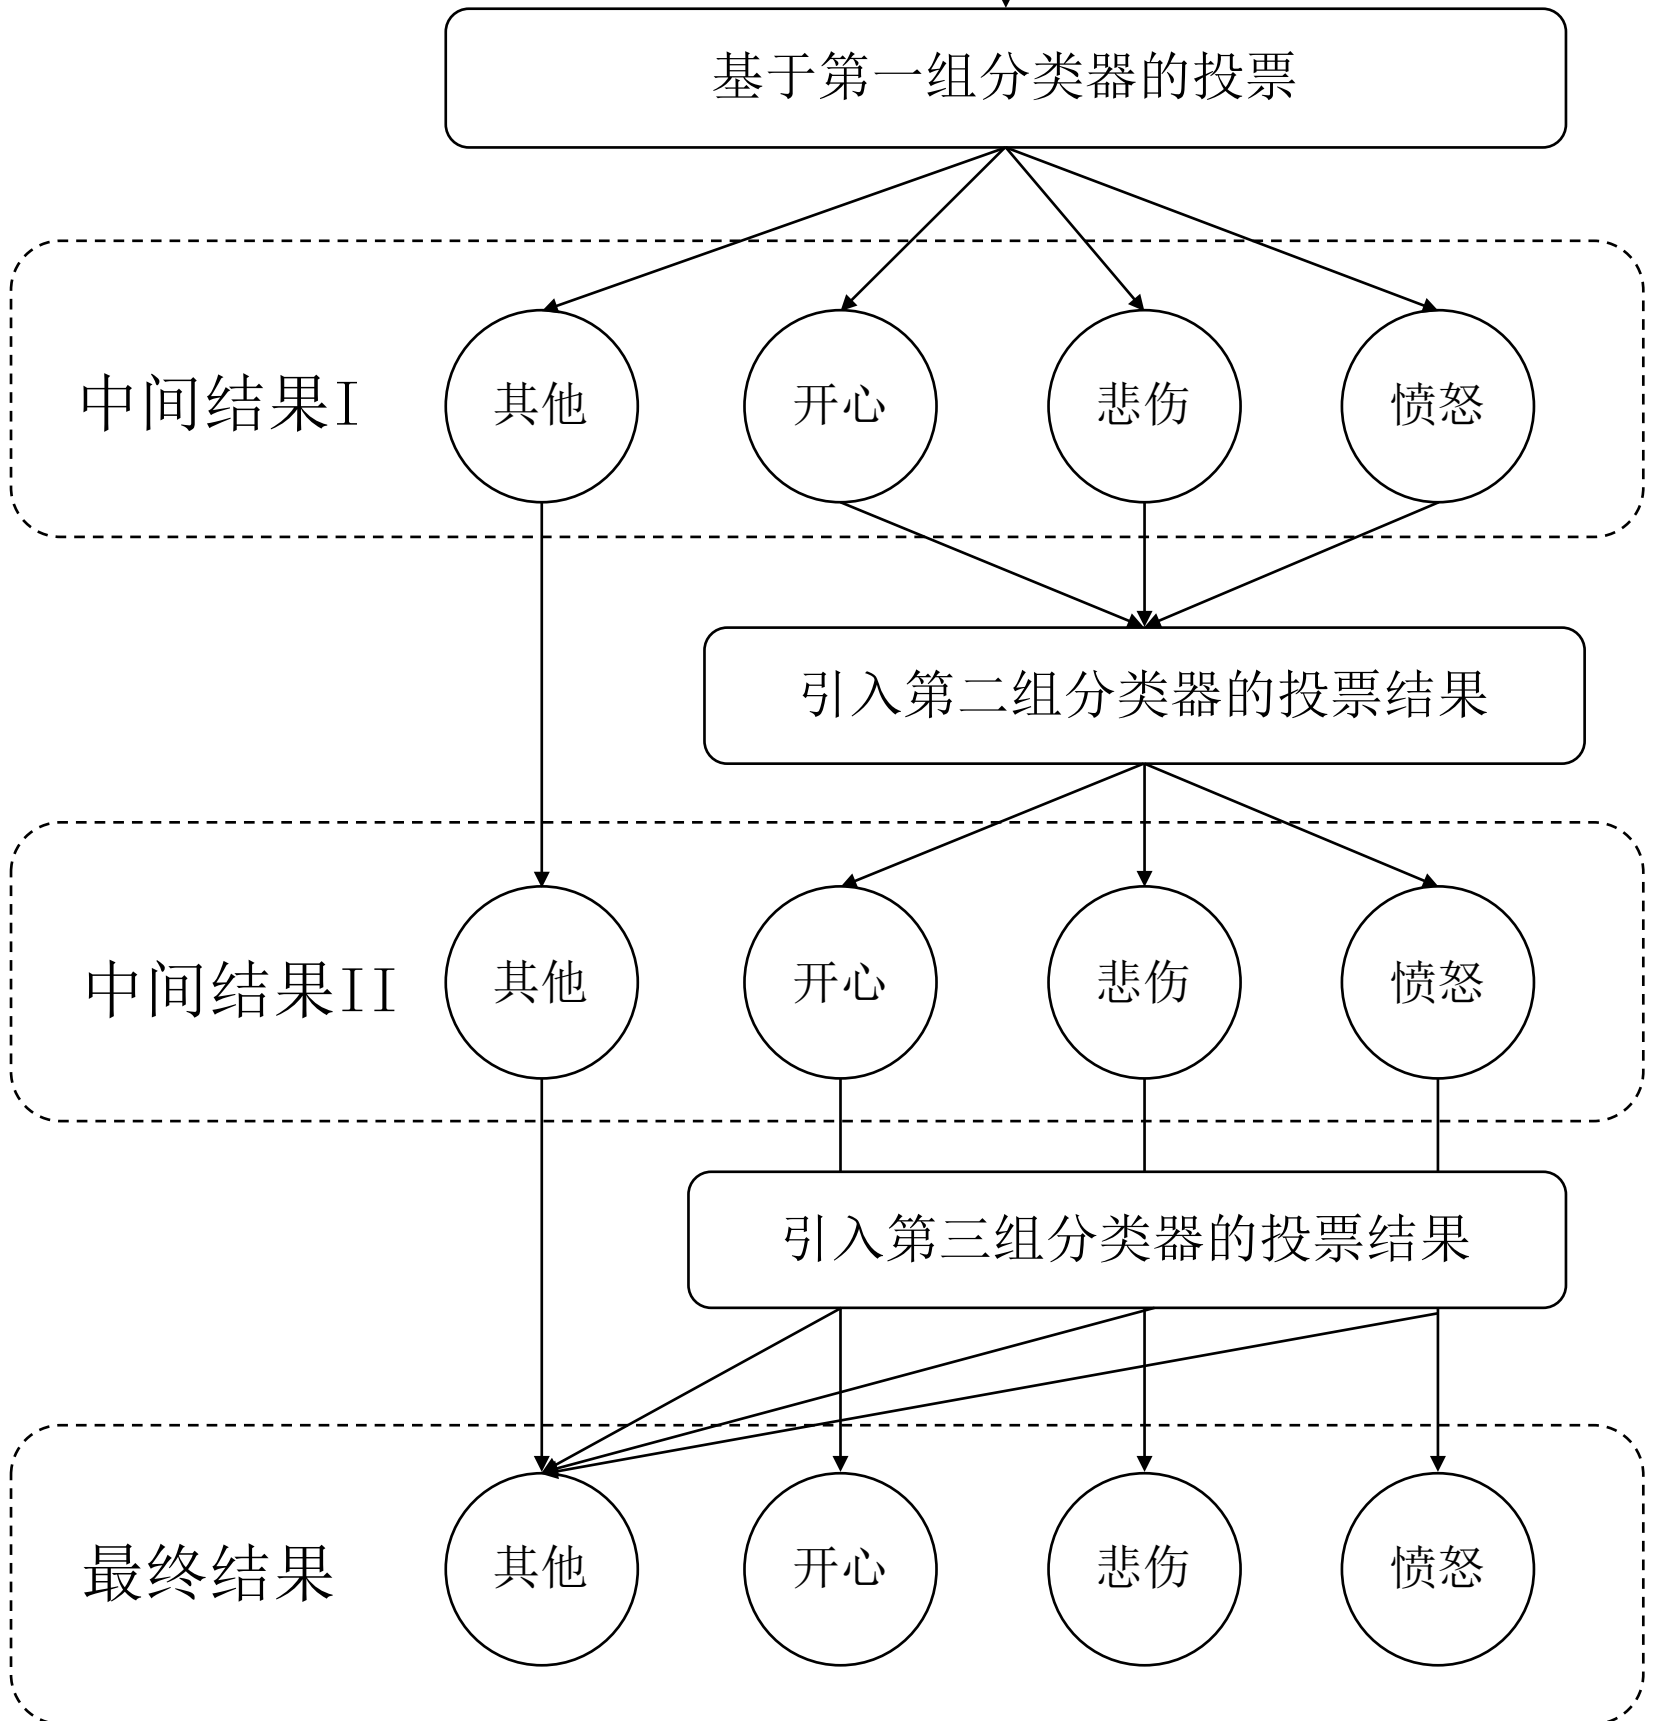 基于第一组分类器的投票
中间结果I
其他
开心
悲伤
愤怒
引入第二组分类器的投票结果
中间结果II
其他
开心
悲伤
愤怒
引入第三组分类器的投票结果
最终结果
其他
开心
悲伤
愤怒